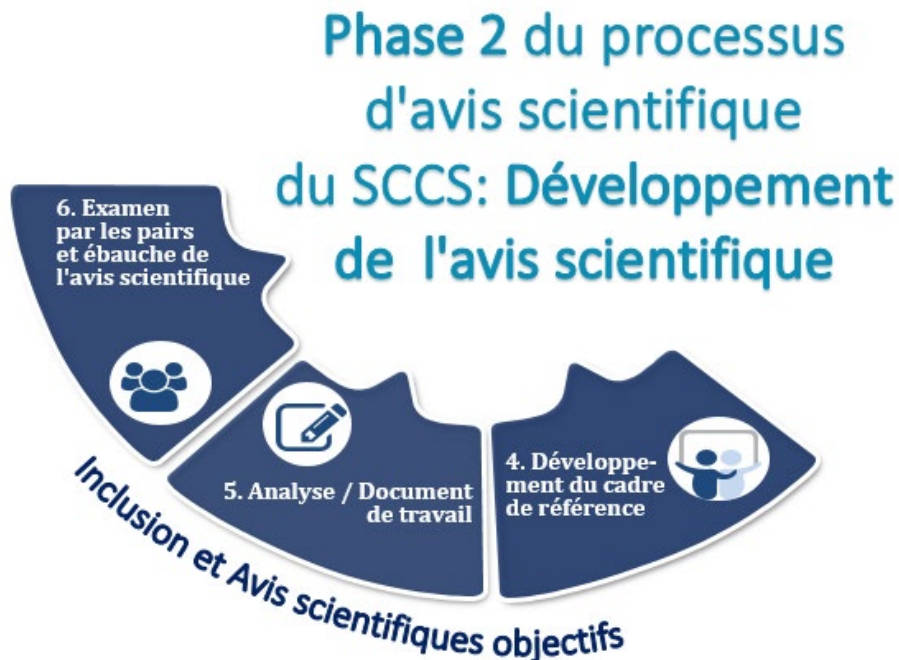 Phase 2 du processus
d'avis scientifique
du SCCS: Développement
de l'avis scientifique
6. Examen
par les pairs
et ébauche de
l'avis scientifique
5. Analyse / Document
de travail
4. Développe-
ment du cadre
de référence
Inclusion et Avis scientifiques objectifs